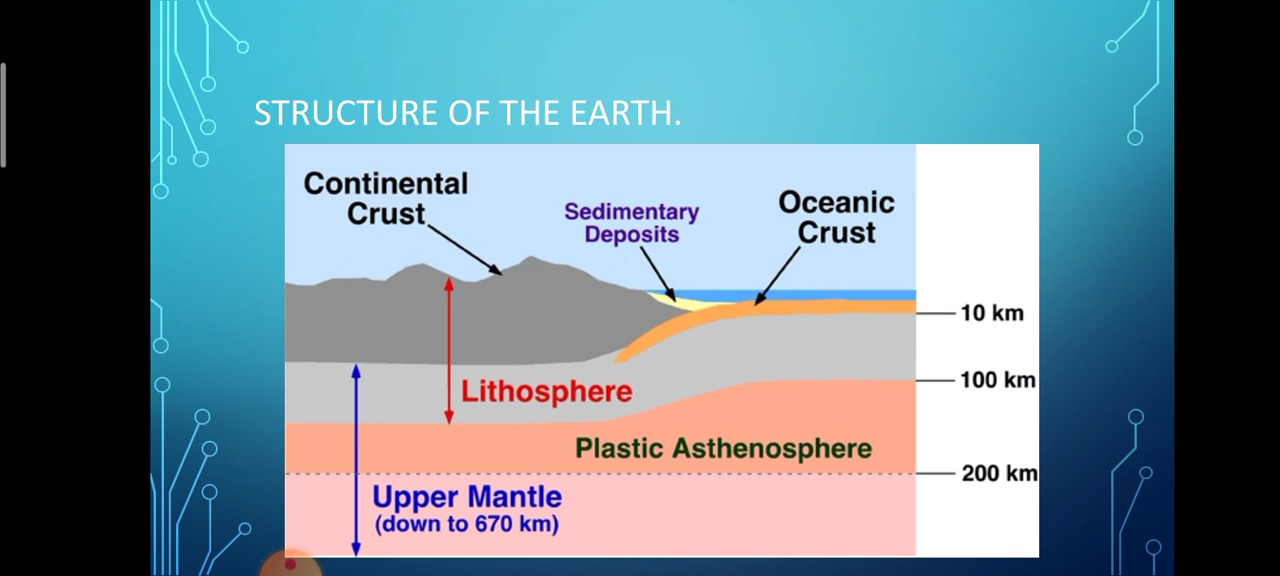 STRUCTURE OF THE EARTH.
Continental
Crust
Sedimentary
Deposits
Oceanic
Crust
10 km
100 km
Lithosphere
Plastic Asthenosphere
200 km
Upper Mantle
(down to 670 km)